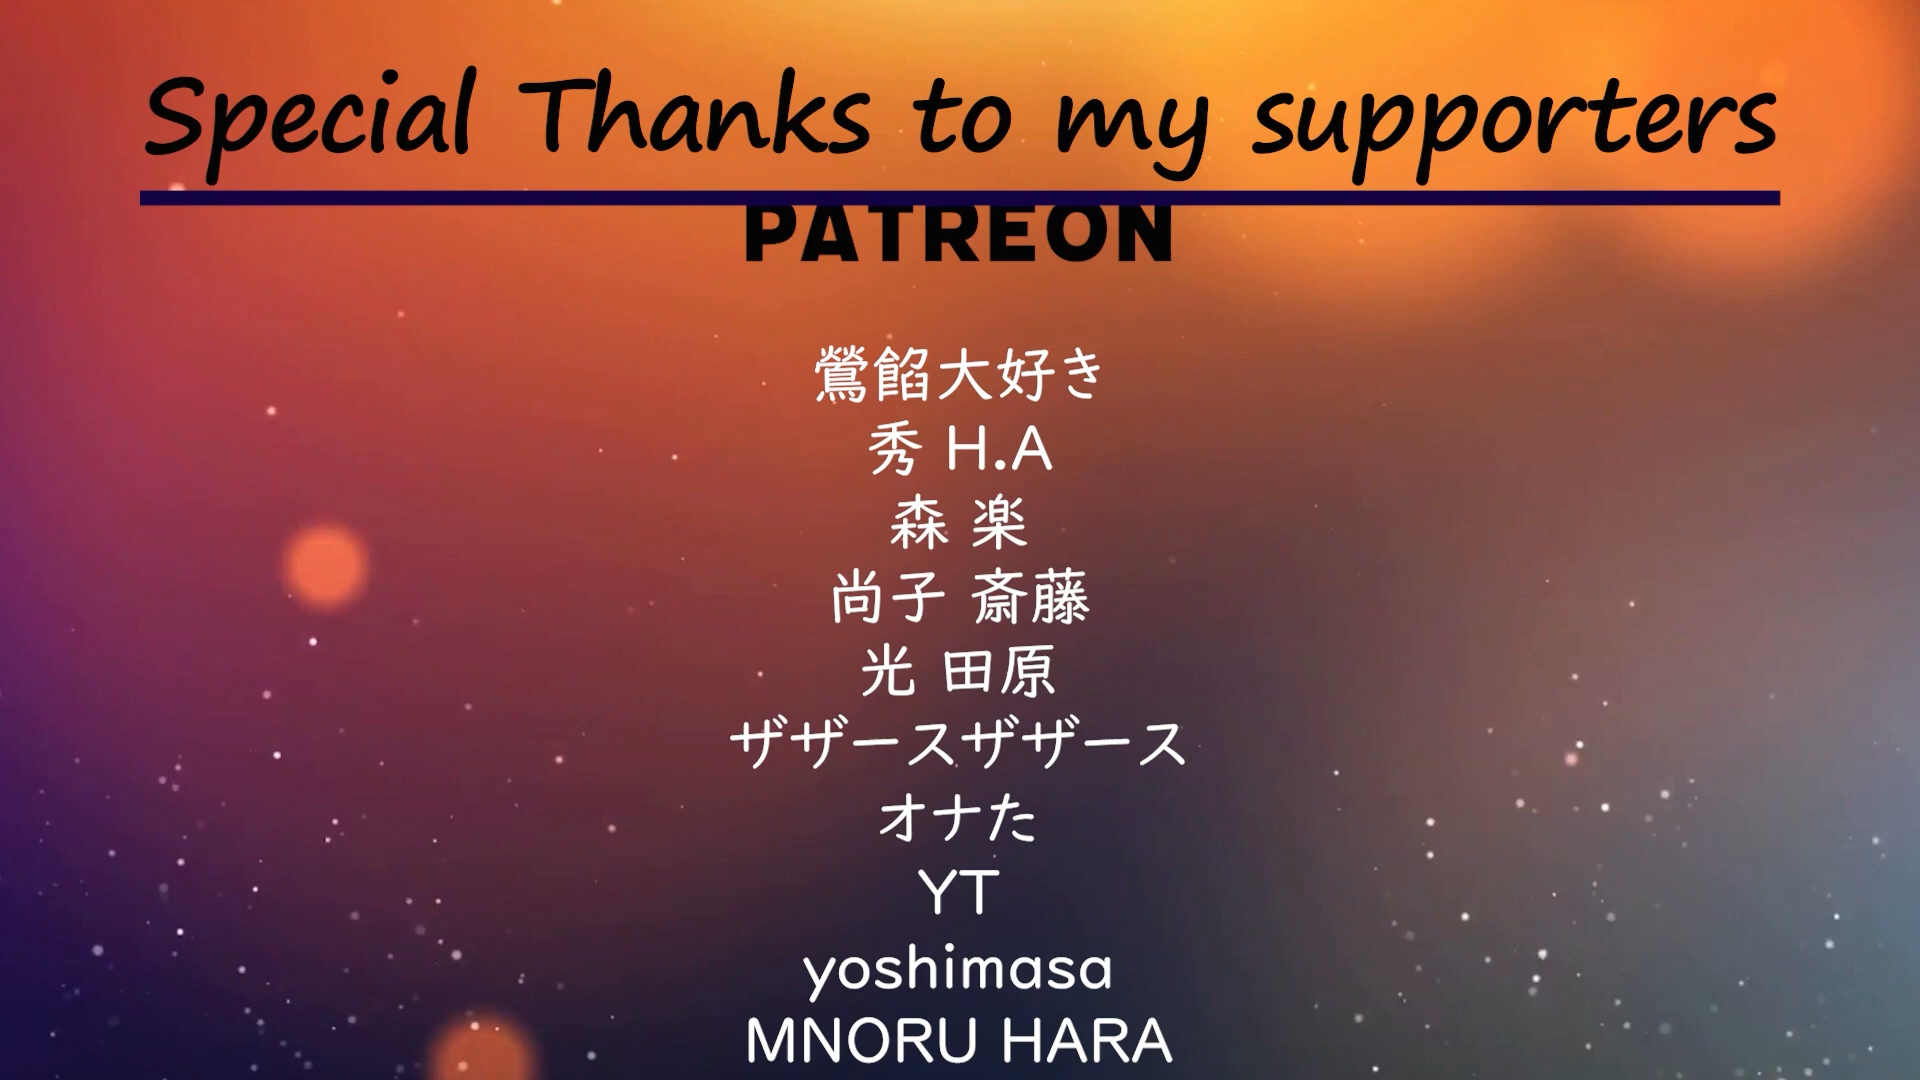 Special Thanks to my supporters
PATREON
鶯餡大好き
秀 H.A
森 楽
尚子 斎藤
光 田原
ザザースザザース
オナた
YT
yoshimasa
MNORU HARA